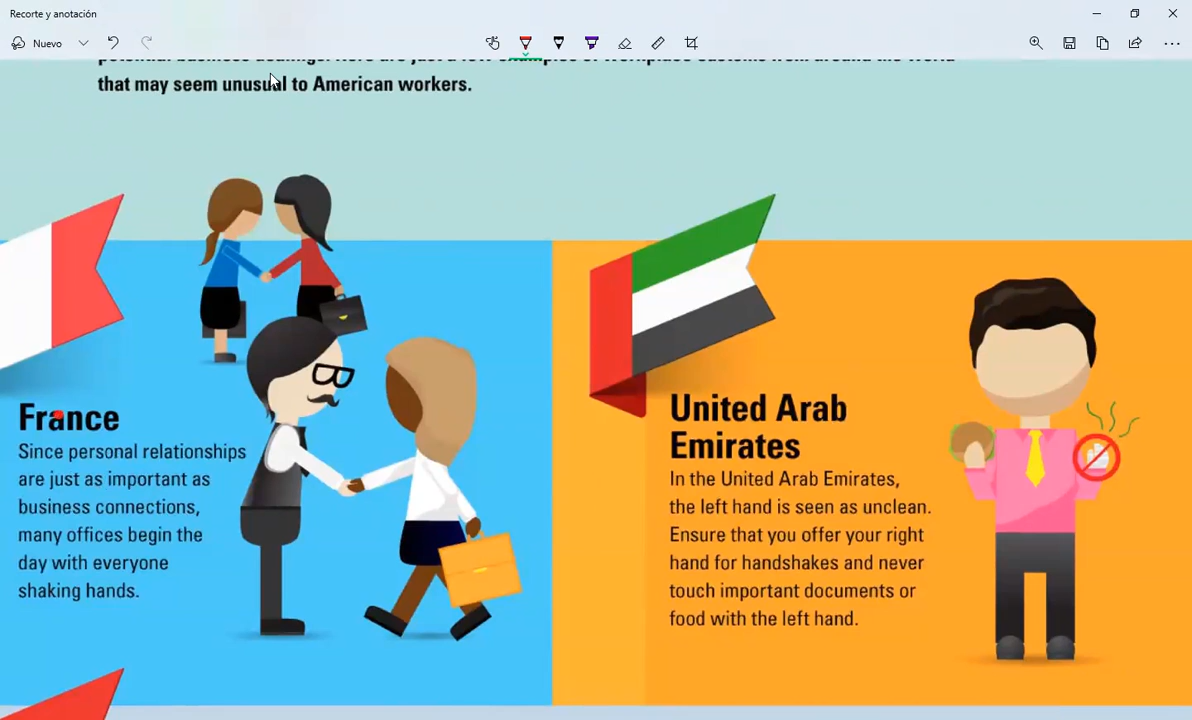 Recorte y anotación
Nuevo
that may seem unusual to American workers.
France
Since personal relationships
are just as important as
business connections,
many offices begin the
day with everyone
shaking hands.
United Arab
Emirates
In the United Arab Emirates,
the left hand is seen as unclean.
Ensure that you offer your right
hand for handshakes and never
touch important documents or
food with the left hand.